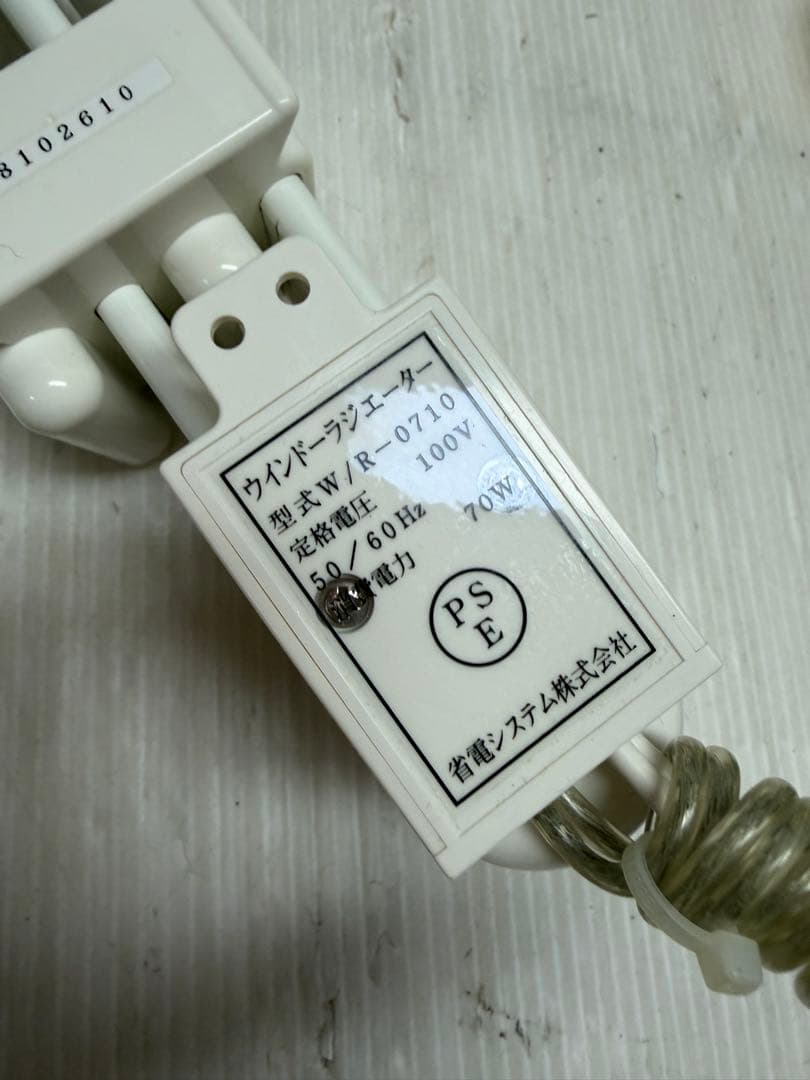 8102610
ウインドーラジエーター
型式W/R-0710
定格電圧 100V
50/60Hz 70W
電力
PS
E
省電システム株式会社